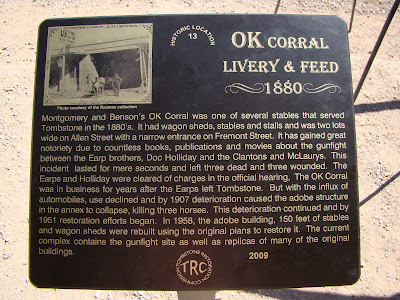 HISTORIC LOCATION
13
OK CORRAL
LIVERY & FEED
1880
Photo courtesy of the collection
Montgomery and Benson's OK Corral was one of several stables that served
Tombstone in the 1880's. It had wagon sheds, stables and stalls and was two lots
wide on Allen Street with a narrow entrance on Fremont Street. It has gained great
notoriety due to countless books, publications and movies about the gunfight
between the Earp brothers, Doc Holliday and the Clantons and McLaurys. This
incident lasted for mere seconds and left three dead and three wounded. The
Earps and Holliday were cleared of charges in the official hearing. The OK Corral
was in business for years after the Earps left Tombstone. But with the influx of
automobiles, use declined and by 1907 deterioration caused the adobe structure
in the annex to collapse, killing three horses. This deterioration continued and by
1951 restoration efforts began. In 1958, the adobe building, 150 feet of stables
and wagon sheds were rebuilt using the original plans to restore it. The current
complex contains the gunfight site as well as replicas of many of the original
buildings.
2009
TOMBSTONE RESTORATION COMMISSION
TRC